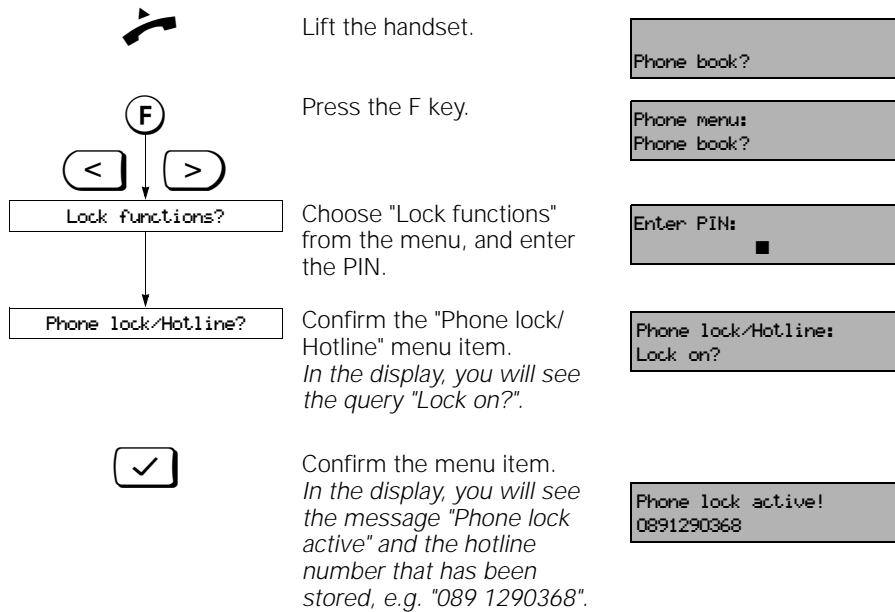 Lift the handset.
Phone book?
F
Press the F key.
Phone menu:
Phone book?
< >
Lock functions?
Choose "Lock functions"
from the menu, and enter
the PIN.
Enter PIN:
Phone lock/Hotline?
Confirm the "Phone lock/
Hotline" menu item.
In the display, you will see
the query "Lock on?".
Phone lock/Hotline:
Lock on?
Confirm the menu item.
In the display, you will see
the message "Phone lock
active" and the hotline
number that has been
stored, e.g. "089 1290368".
Phone lock active!
0891290368